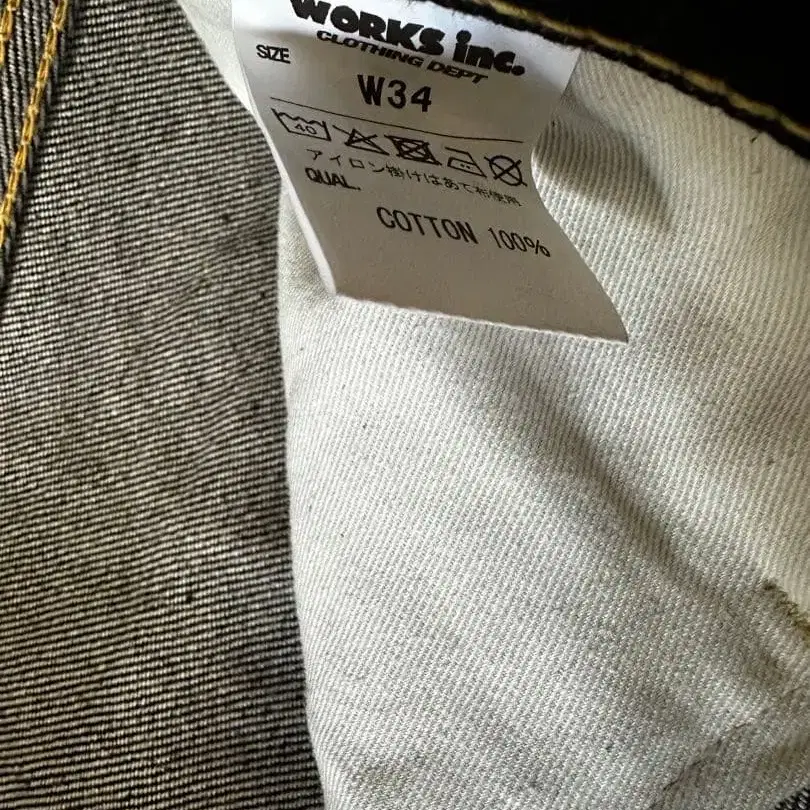 WORKS inc.
CLOTHING DEPT
SIZE
W34
40
アイロン掛けはあて布使用
QUAL.
COTTON 100%